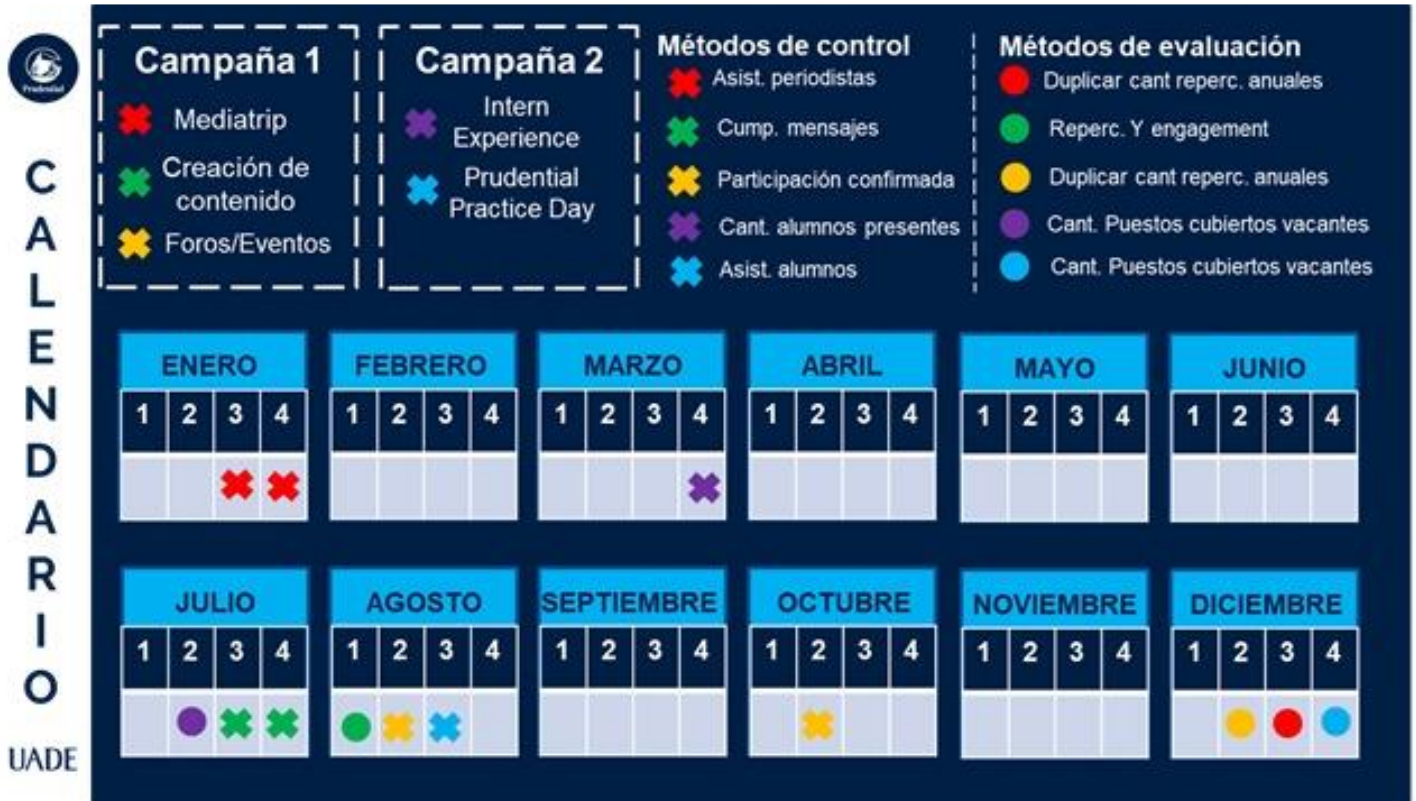 Prudential
CALENDARIO
UADE
Campaña 1
Mediatrip
Creación de
contenido
Foros/Eventos
Campaña 2
Intern
Experience
Prudential
Practice Day
Métodos de control
Asist. periodistas
Cump. mensajes
Participación confirmada
Cant. alumnos presentes
Asist. alumnos
Métodos de evaluación
Duplicar cant reperc. anuales
Reperc. Y engagement
Duplicar cant reperc. anuales
Cant. Puestos cubiertos vacantes
Cant. Puestos cubiertos vacantes
ENERO FEBRERO MARZO ABRIL MAYO JUNIO
1 2 3 4 1 2 3 4 1 2 3 4 1 2 3 4 1 2 3 4 1 2 3 4
JULIO AGOSTO SEPTIEMBRE OCTUBRE NOVIEMBRE DICIEMBRE
1 2 3 4 1 2 3 4 1 2 3 4 1 2 3 4 1 2 3 4 1 2 3 4